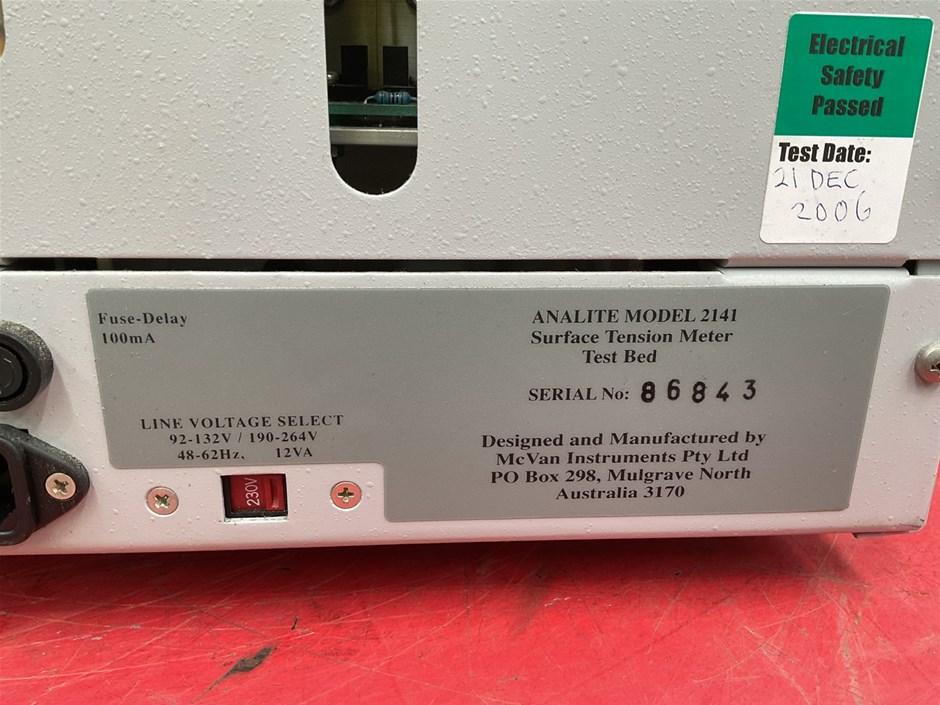 Electrical
Safety
Passed
Test Date:
21 DEC
2006
Fuse-Delay
100mA
LINE VOLTAGE SELECT
92-132V / 190-264V
48-62Hz. 12VA
230V
ANALITE MODEL 2141
Surface Tension Meter
Test Bed
SERIAL No: 86843
Designed and Manufactured by
McVan Instruments Pty Ltd
PO Box 298, Mulgrave North
Australia 3170